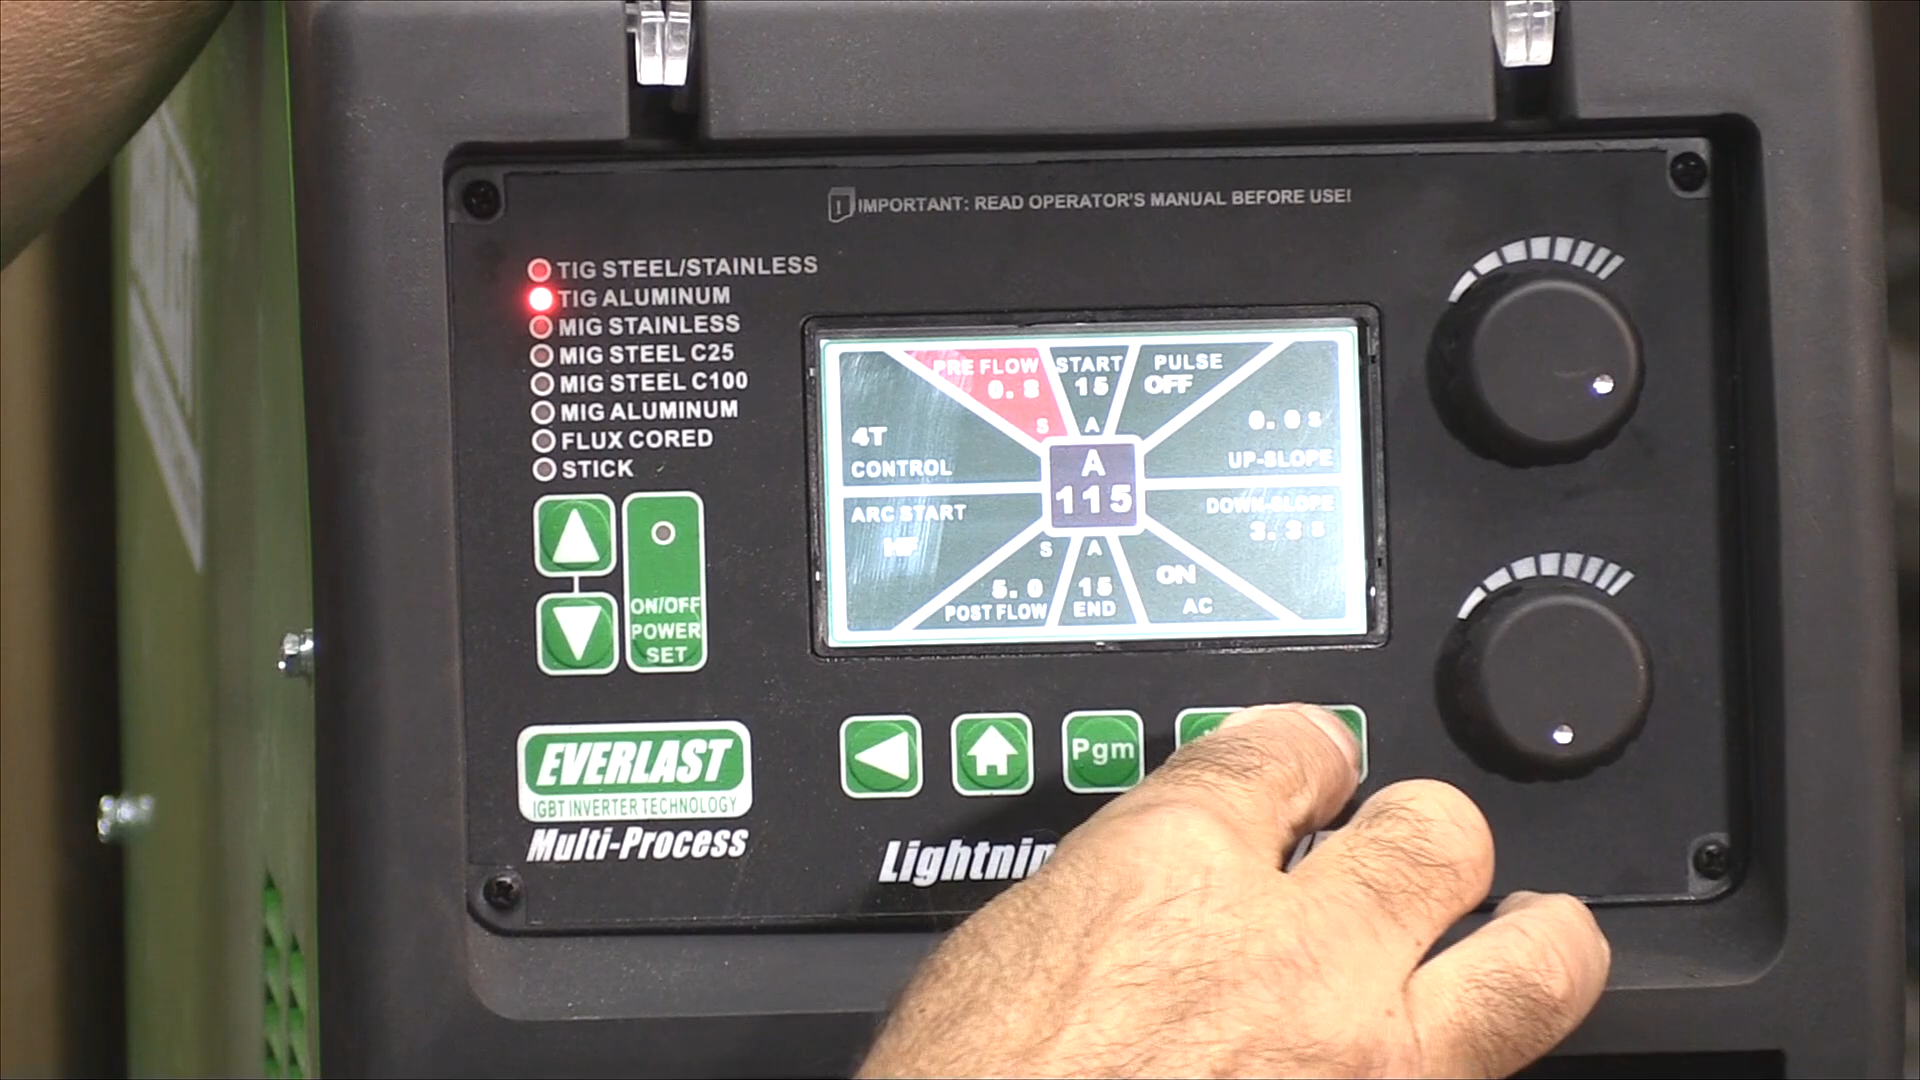 IMPORTANT: READ OPERATOR'S MANUAL BEFORE USE!
TIG STEEL/STAINLESS
TIG ALUMINUM
MIG STAINLESS
MIG STEEL C25
MIG STEEL C100
MIG ALUMINUM
FLUX CORED
STICK
ON/OFF
POWER
SET
PRE FLOW
0.8
S
START
15
A
PULSE
OFF
4T
CONTROL
0.0s
UP-SLOPE
A
115
ARC START
HF
DOWN-SLOPE
3.3s
S
5.0
POST FLOW
A
15
END
ON
AC
Pgm
EVERLAST
IGBT INVERTER TECHNOLOGY
Multi-Process